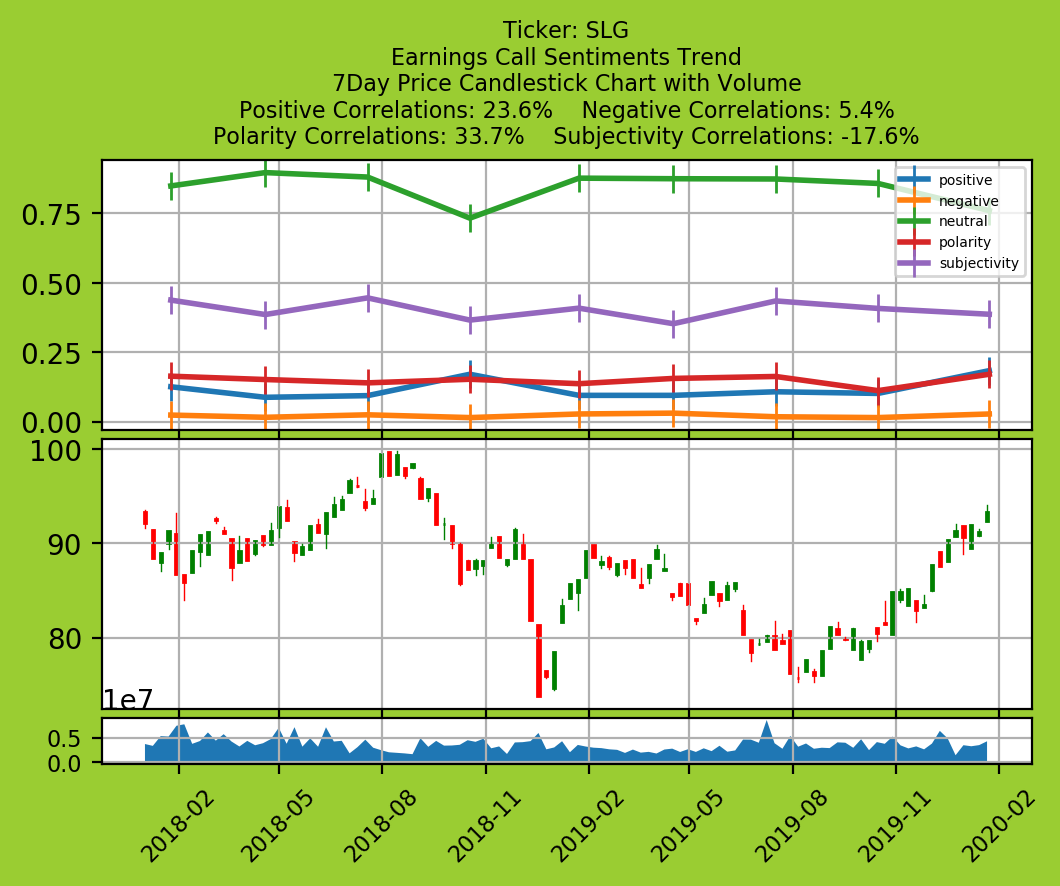 Ticker: SLG
Earnings Call Sentiments Trend
7Day Price Candlestick Chart with Volume
Positive Correlations: 23.6%    Negative Correlations: 5.4%
Polarity Correlations: 33.7%    Subjectivity Correlations: -17.6%
positive
negative
neutral
polarity
subjectivity
0.75
0.50
0.25
0.00
100
90
80
1e7
0.5
0.0
2018-02
2018-05
2018-08
2018-11
2019-02
2019-05
2019-08
2019-11
2020-02